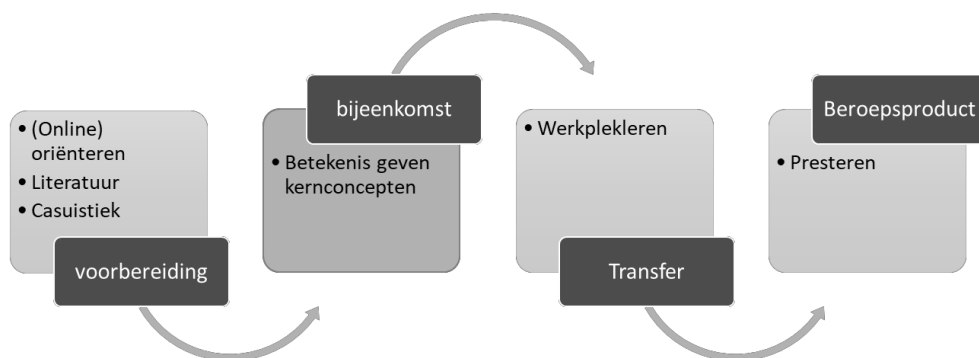 • (Online)
oriënteren
• Literatuur
• Casuistiek
voorbereiding
bijeenkomst
• Betekenis geven
kernconcepten
• Werkplekleren
Transfer
Beroepsproduct
• Presteren